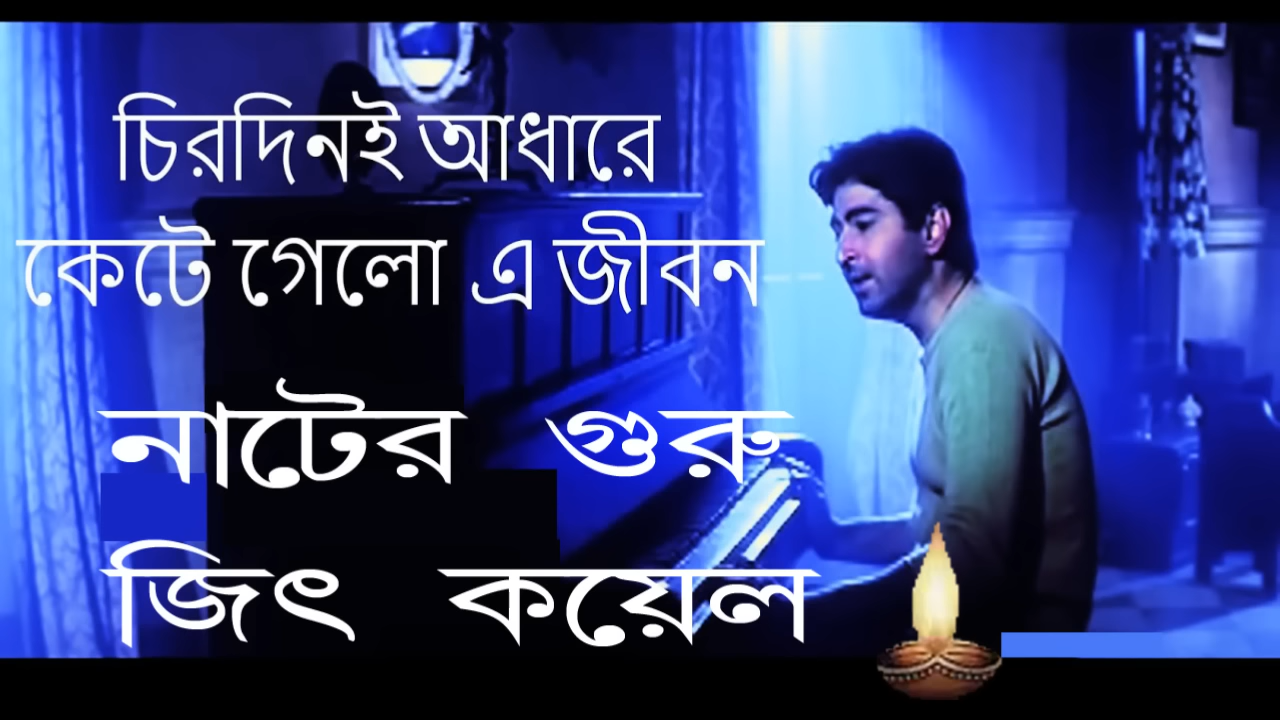 চিরদিনই আধারে
কেটে গেলো এ জীবন
নাটের গুরু
জিৎ কয়েল